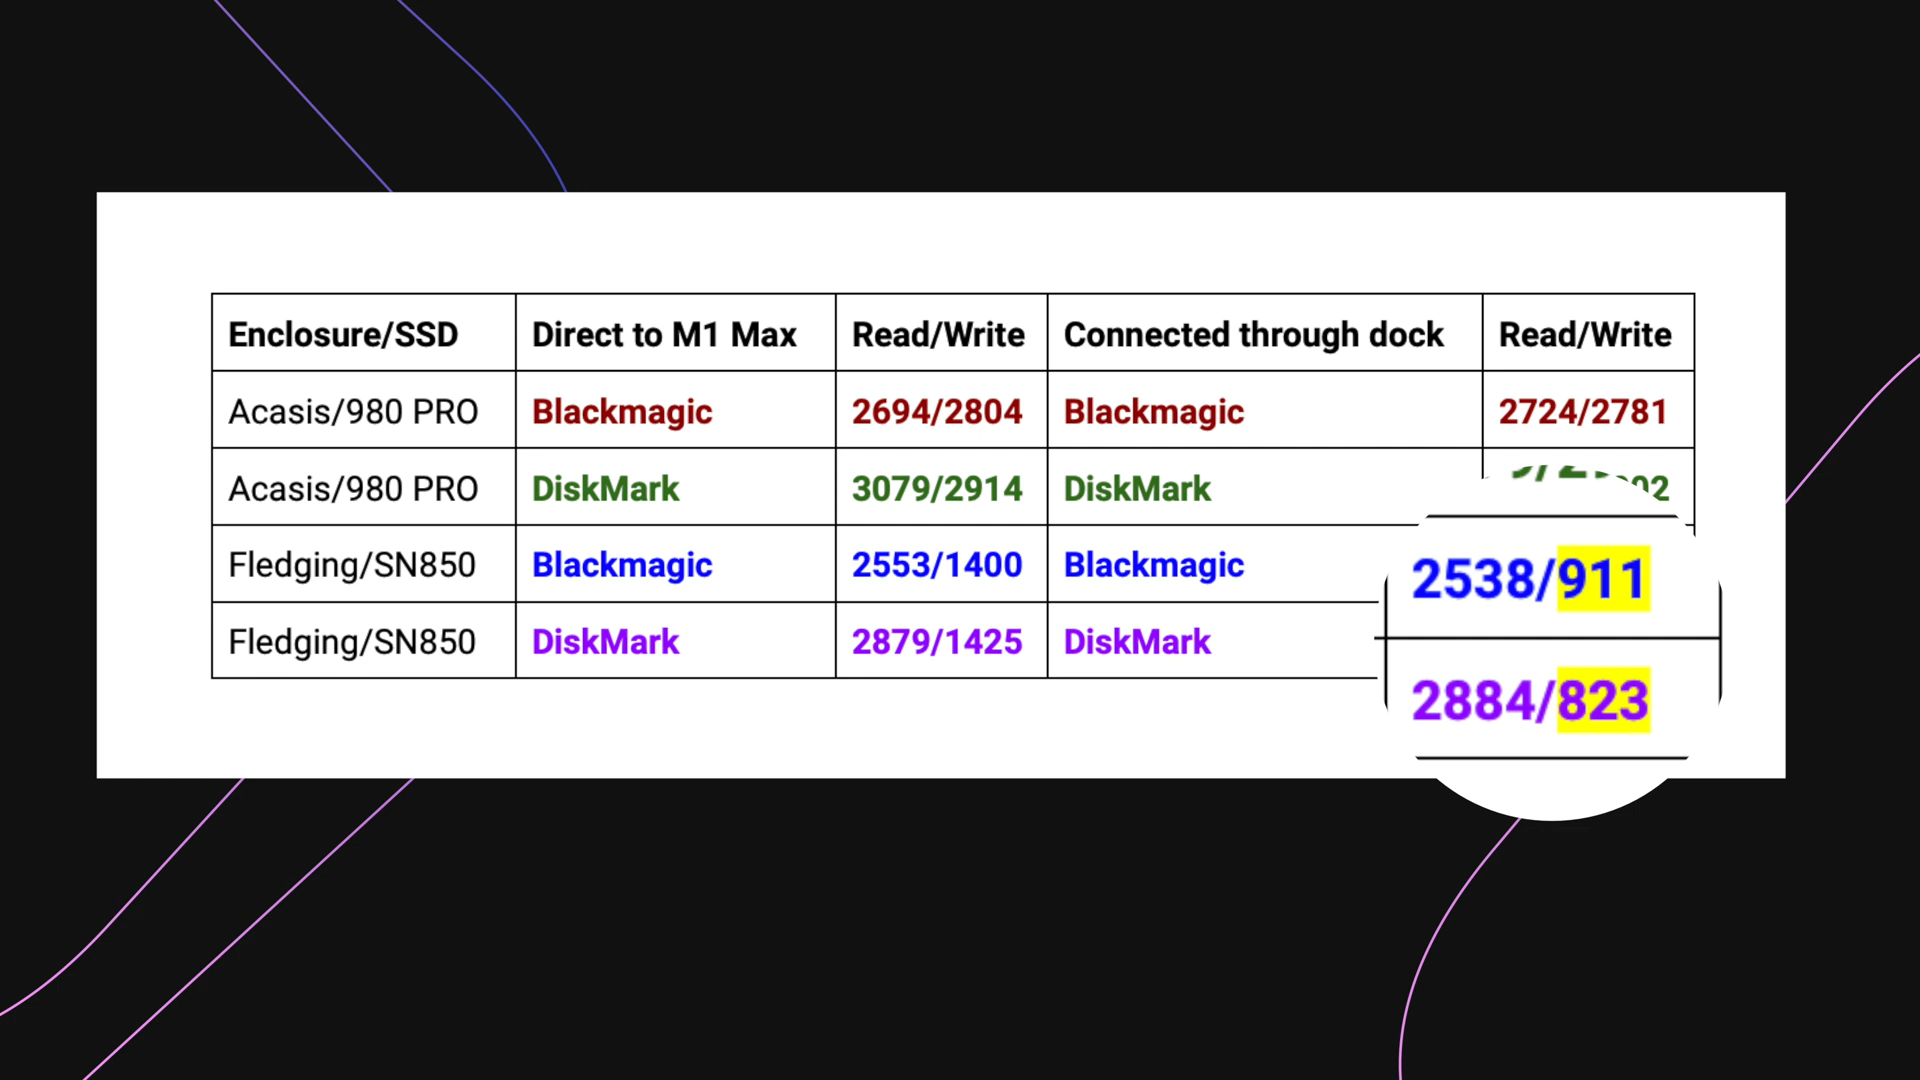 Enclosure/SSD Direct to M1 Max Read/Write Connected through dock Read/Write
Acasis/980 PRO Blackmagic 2694/2804 Blackmagic 2724/2781
Acasis/980 PRO DiskMark 3079/2914 DiskMark
Fledging/SN850 Blackmagic 2553/1400 Blackmagic 2538/911
Fledging/SN850 DiskMark 2879/1425 DiskMark 2884/823